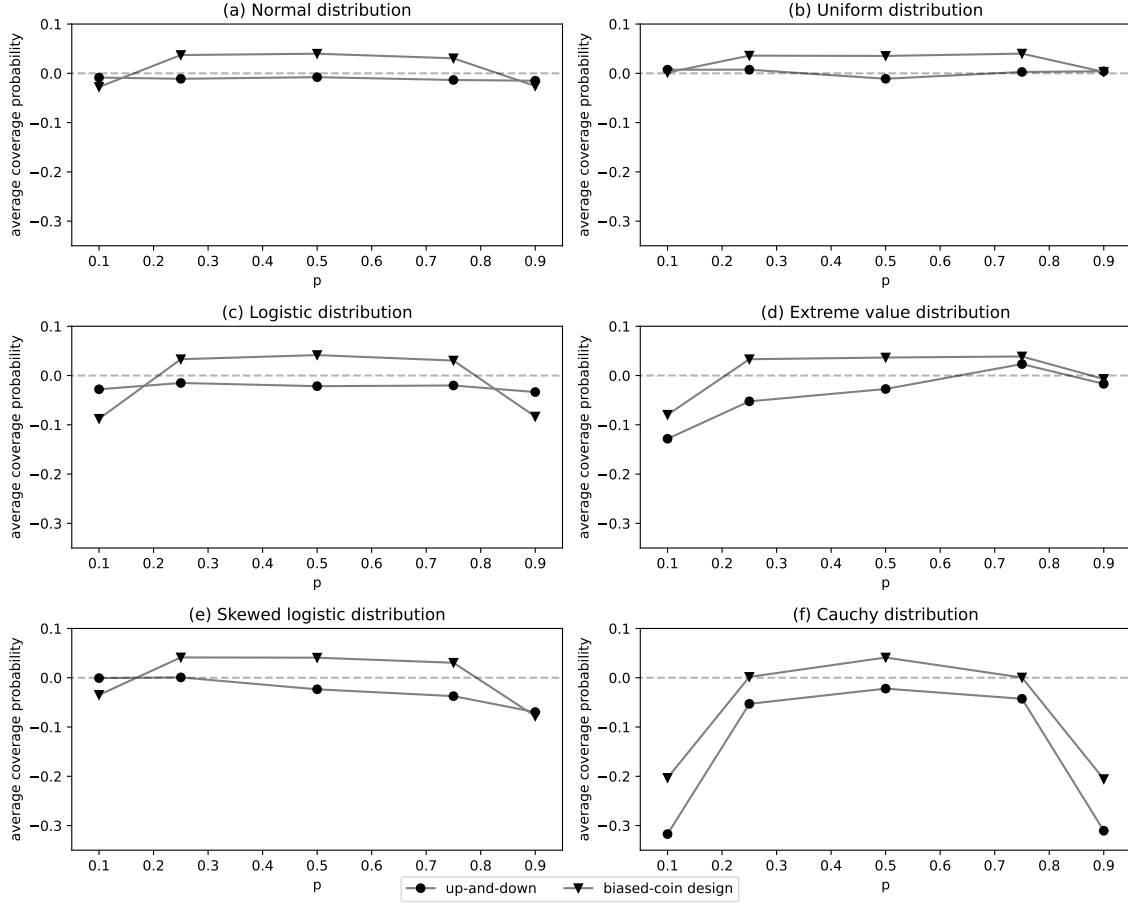 (a) Normal distribution
average coverage probability
0.1
0.0
−0.1
−0.2
−0.3
0.1 0.2 0.3 0.4 0.5 0.6 0.7 0.8 0.9
p
(b) Uniform distribution
average coverage probability
0.1
0.0
−0.1
−0.2
−0.3
0.1 0.2 0.3 0.4 0.5 0.6 0.7 0.8 0.9
p
(c) Logistic distribution
average coverage probability
0.1
0.0
−0.1
−0.2
−0.3
0.1 0.2 0.3 0.4 0.5 0.6 0.7 0.8 0.9
p
(d) Extreme value distribution
average coverage probability
0.1
0.0
−0.1
−0.2
−0.3
0.1 0.2 0.3 0.4 0.5 0.6 0.7 0.8 0.9
p
(e) Skewed logistic distribution
average coverage probability
0.1
0.0
−0.1
−0.2
−0.3
0.1 0.2 0.3 0.4 0.5 0.6 0.7 0.8 0.9
p
(f) Cauchy distribution
average coverage probability
0.1
0.0
−0.1
−0.2
−0.3
0.1 0.2 0.3 0.4 0.5 0.6 0.7 0.8 0.9
p
up-and-down biased-coin design